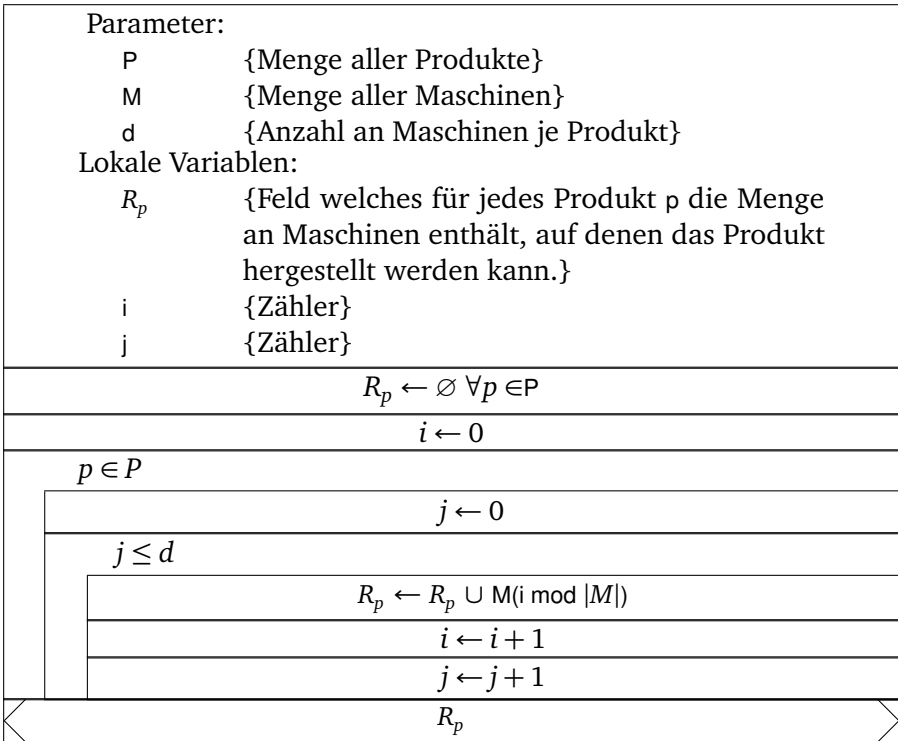 Parameter:
P {Menge aller Produkte}
M {Menge aller Maschinen}
d {Anzahl an Maschinen je Produkt}
Lokale Variablen:
R_p {Feld welches für jedes Produkt p die Menge
an Maschinen enthält, auf denen das Produkt
hergestellt werden kann.}
i {Zähler}
j {Zähler}
R_p ← ∅ ∀p ∈P
i ← 0
p ∈ P
j ← 0
j ≤ d
R_p ← R_p ∪ M(i mod |M|)
i ← i + 1
j ← j + 1
R_p